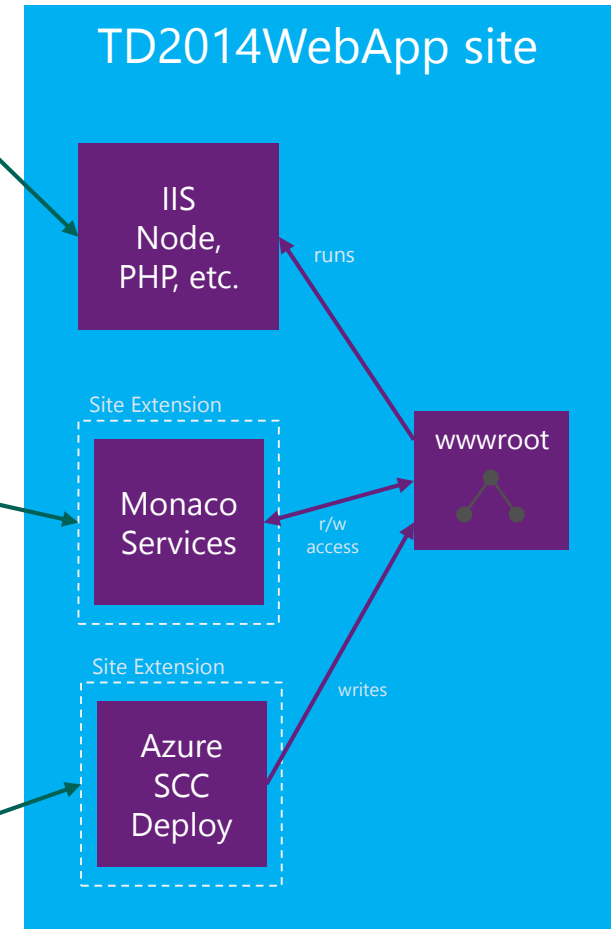 TD2014WebApp site
IIS
Node,
PHP, etc.
runs
Site Extension
Monaco
Services
r/w
access
wwwroot
Site Extension
Azure
SCC
Deploy
writes